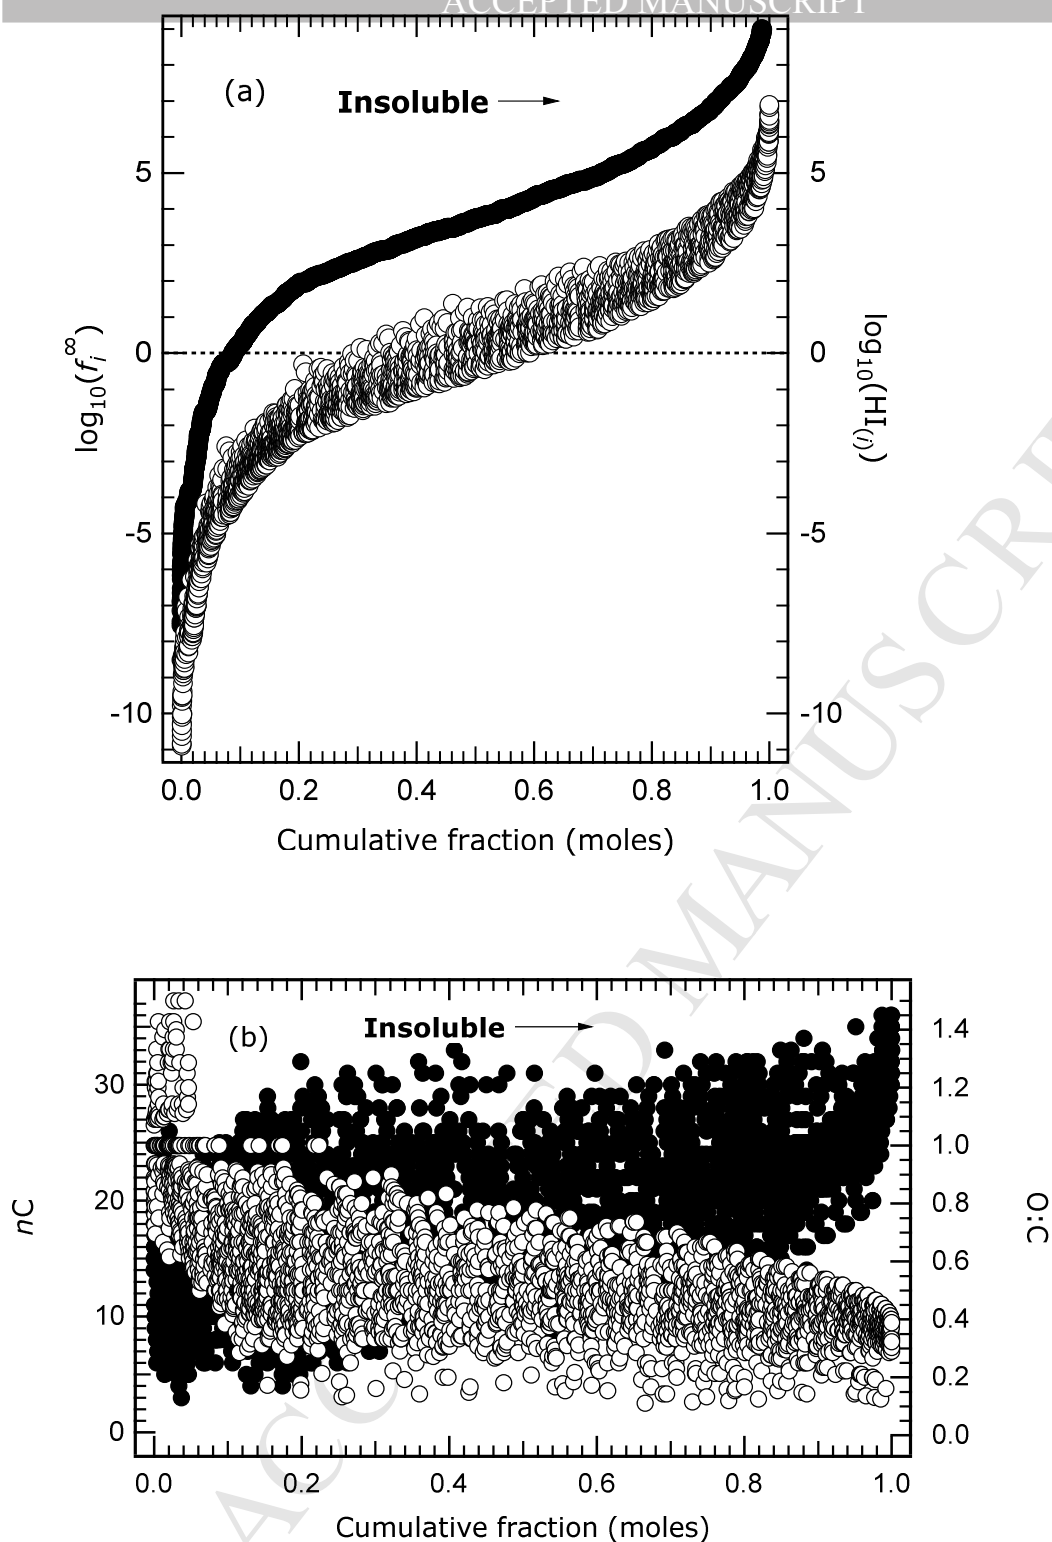 ACCEPTED MANUSCRIPT
(a)
Insoluble
5
0
-5
-10
5
0
-5
-10
log10(fi∞)
log10(HI(i))
0.0 0.2 0.4 0.6 0.8 1.0
Cumulative fraction (moles)
(b)
Insoluble
30
20
10
0
1.4
1.2
1.0
0.8
0.6
0.4
0.2
0.0
nC
O:C
0.0 0.2 0.4 0.6 0.8 1.0
Cumulative fraction (moles)
ACCEPTED MANUSCRI